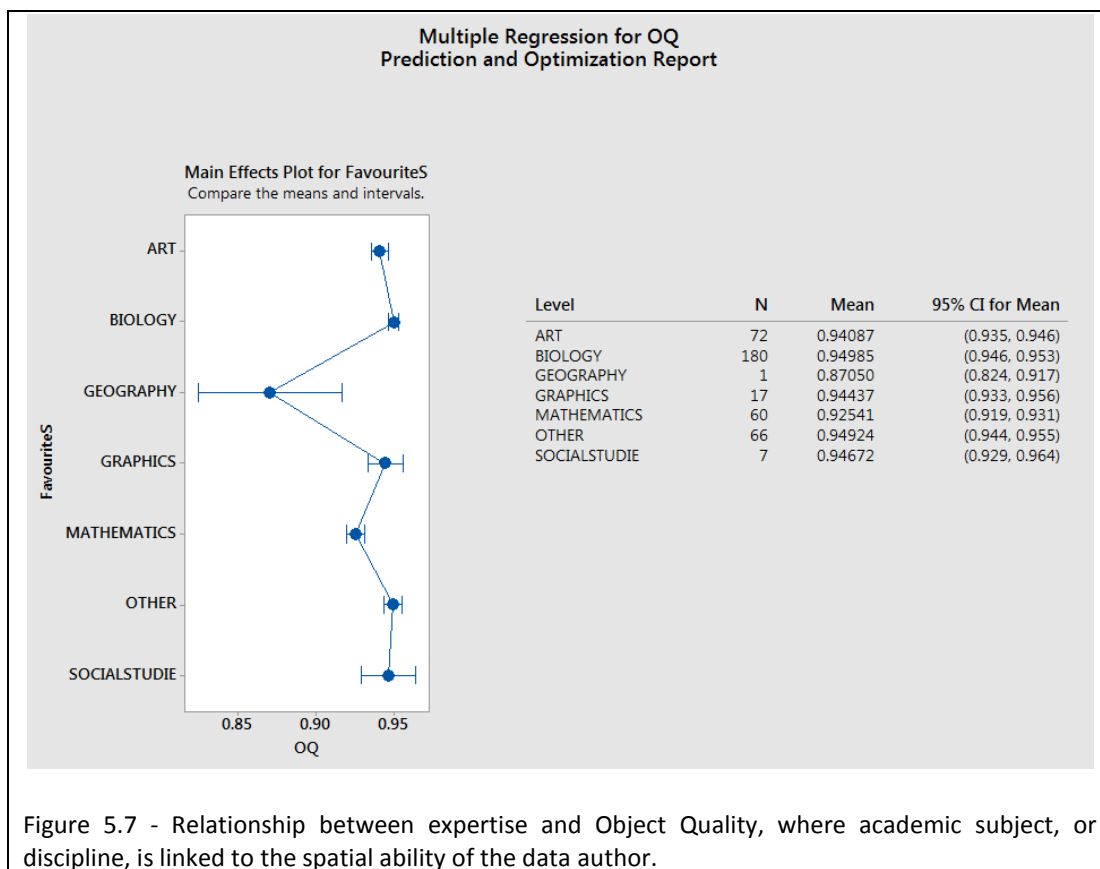 Multiple Regression for OQ
Prediction and Optimization Report
Main Effects Plot for FavouriteS
Compare the means and intervals.
FavouriteS
ART
BIOLOGY
GEOGRAPHY
GRAPHICS
MATHEMATICS
OTHER
SOCIALSTUDIE
0.85 0.90 0.95
OQ
Level N Mean 95% CI for Mean
ART 72 0.94087 (0.935, 0.946)
BIOLOGY 180 0.94985 (0.946, 0.953)
GEOGRAPHY 1 0.87050 (0.824, 0.917)
GRAPHICS 17 0.94437 (0.933, 0.956)
MATHEMATICS 60 0.92541 (0.919, 0.931)
OTHER 66 0.94924 (0.944, 0.955)
SOCIALSTUDIE 7 0.94672 (0.929, 0.964)
Figure 5.7 - Relationship between expertise and Object Quality, where academic subject, or
discipline, is linked to the spatial ability of the data author.